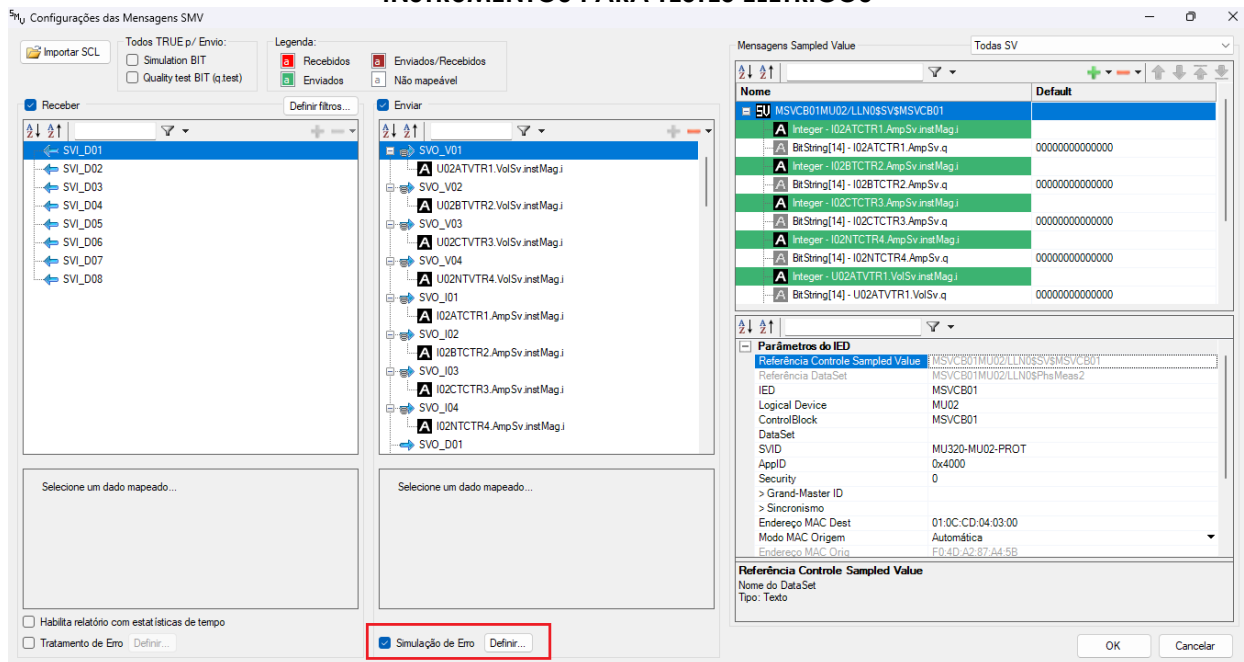 INSTRUMENTOS PARA TESTES ELÉTRICOS
SMU Configurações das Mensagens SMV
Importar SCL
Todos TRUE p/ Envio:
Simulation BIT
Quality test BIT (q.test)
Legenda:
a Recebidos
a Enviados/Recebidos
a Enviados
a Não mapeável
Receber
Definir filtros...
SVI_D01
SVI_D02
SVI_D03
SVI_D04
SVI_D05
SVI_D06
SVI_D07
SVI_D08
Selecione um dado mapeado...
Habilita relatório com estatísticas de tempo
Tratamento de Erro Definir...
Enviar
SVO_V01
A U02ATVTR1.VolSv.instMag.i
SVO_V02
A U02BTVTR2.VolSv.instMag.i
SVO_V03
A U02CTVTR3.VolSv.instMag.i
SVO_V04
A U02NTVTR4.VolSv.instMag.i
SVO_I01
A I02ATCTR1.AmpSv.instMag.i
SVO_I02
A I02BTCTR2.AmpSv.instMag.i
SVO_I03
A I02CTCTR3.AmpSv.instMag.i
SVO_I04
A I02NTCTR4.AmpSv.instMag.i
SVO_D01
Selecione um dado mapeado...
Simulação de Erro Definir...
Mensagens Sampled Value
Todas SV
Nome Default
SV MSVCB01MU02/LLN0$SV$MSVCB01
A Integer - I02ATCTR1.AmpSv.instMag.i
A BitString[14] - I02ATCTR1.AmpSv.q 00000000000000
A Integer - I02BTCTR2.AmpSv.instMag.i
A BitString[14] - I02BTCTR2.AmpSv.q 00000000000000
A Integer - I02CTCTR3.AmpSv.instMag.i
A BitString[14] - I02CTCTR3.AmpSv.q 00000000000000
A Integer - I02NTCTR4.AmpSv.instMag.i
A BitString[14] - I02NTCTR4.AmpSv.q 00000000000000
A Integer - U02ATVTR1.VolSv.instMag.i
A BitString[14] - U02ATVTR1.VolSv.q 00000000000000
Parâmetros do IED
Referência Controle Sampled Value MSVCB01MU02/LLN0$SV$MSVCB01
Referência DataSet MSVCB01MU02/LLN0$PhsMeas2
IED MSVCB01
Logical Device MU02
ControlBlock MSVCB01
DataSet
SVID MU320-MU02-PROT
AppID 0x4000
Security 0
> Grand-Master ID
> Sincronismo
Endereço MAC Dest 01:0C:CD:04:03:00
Modo MAC Origem Automática
Endereço MAC Orig F0:4D:A2:87:A4:5B
Referência Controle Sampled Value
Nome do DataSet
Tipo: Texto
OK Cancelar